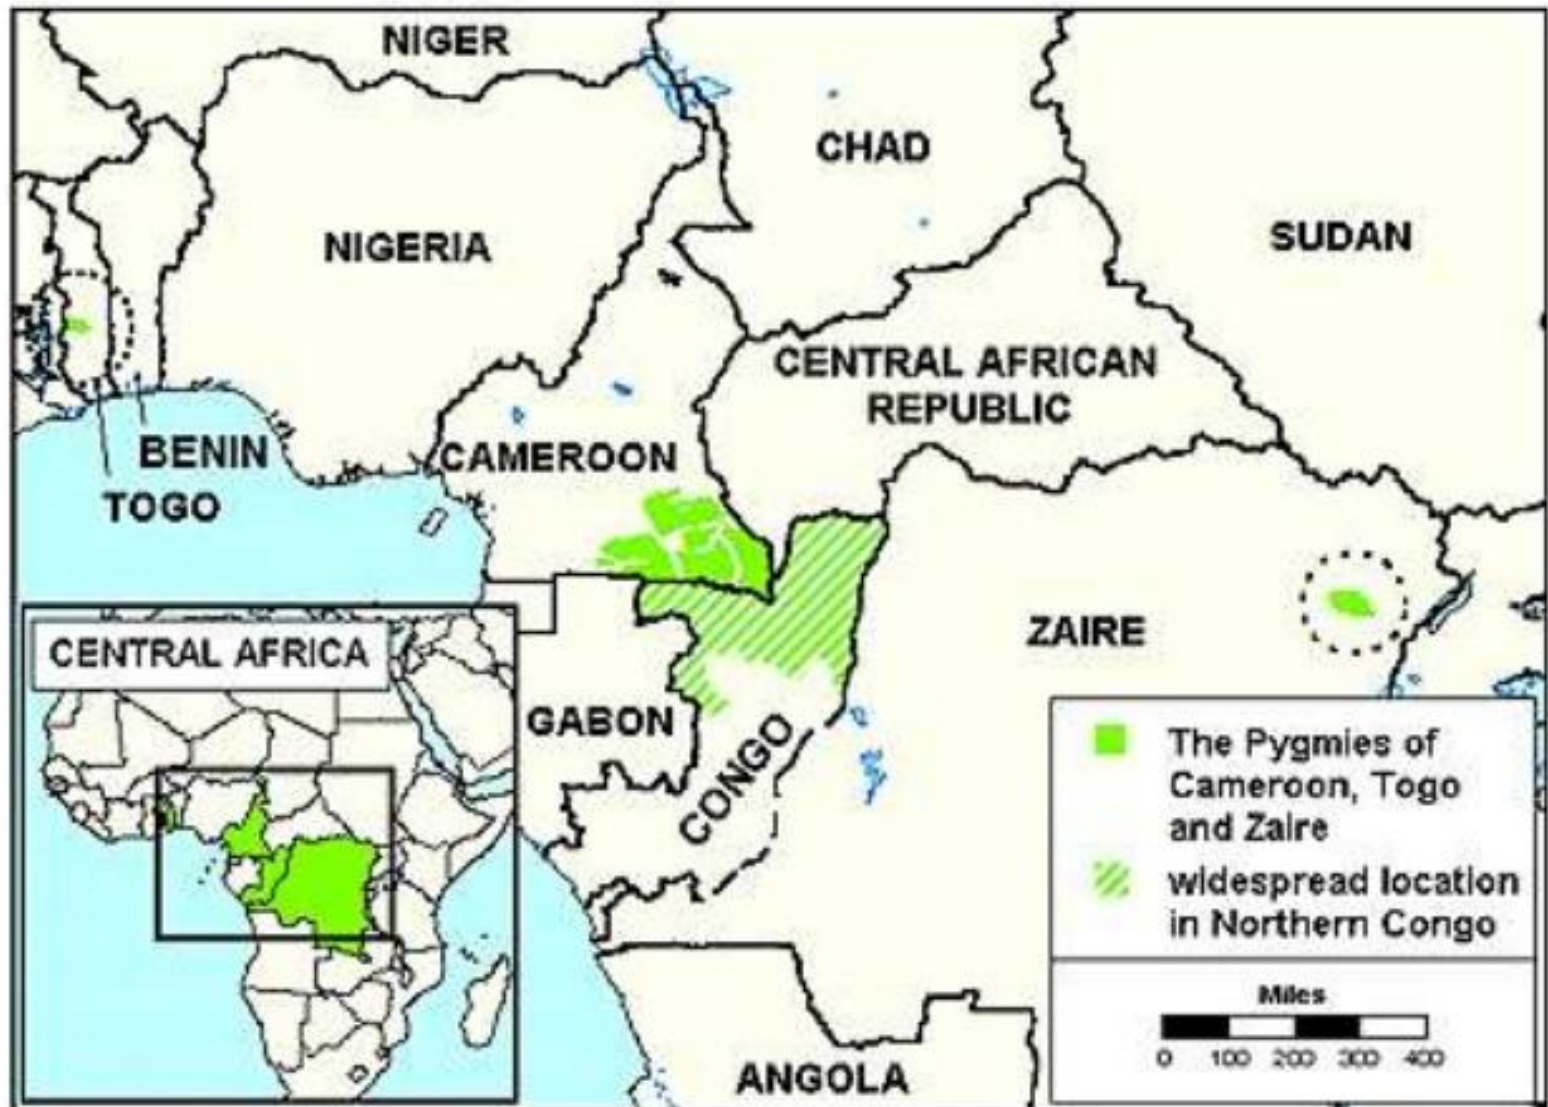 NIGER
CHAD
SUDAN
NIGERIA
CENTRAL AFRICAN
REPUBLIC
BENIN
CAMEROON
TOGO
ZAIRE
CENTRAL AFRICA
GABON
CONGO
The Pygmies of
Cameroon, Togo
and Zaire
widespread location
in Northern Congo
Miles
0 100 200 300 400
ANGOLA